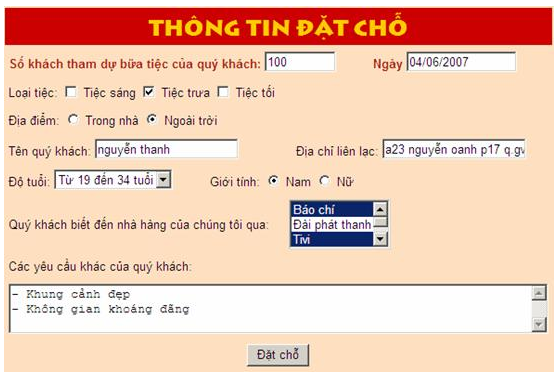 THÔNG TIN ĐẶT CHỖ
Số khách tham dự bữa tiệc của quý khách: 100 Ngày 04/06/2007
Loại tiệc: Tiệc sáng Tiệc trưa Tiệc tối
Địa điểm: Trong nhà Ngoài trời
Tên quý khách: nguyễn thanh Địa chỉ liên lạc: a23 nguyễn oanh p17 q.gv
Độ tuổi: Từ 19 đến 34 tuổi Giới tính: Nam Nữ
Báo chí
Quý khách biết đến nhà hàng của chúng tôi qua: Đài phát thanh
Tivi
Các yêu cầu khác của quý khách:
- Khung cảnh đẹp
- Không gian khoáng đãng
Đặt chỗ